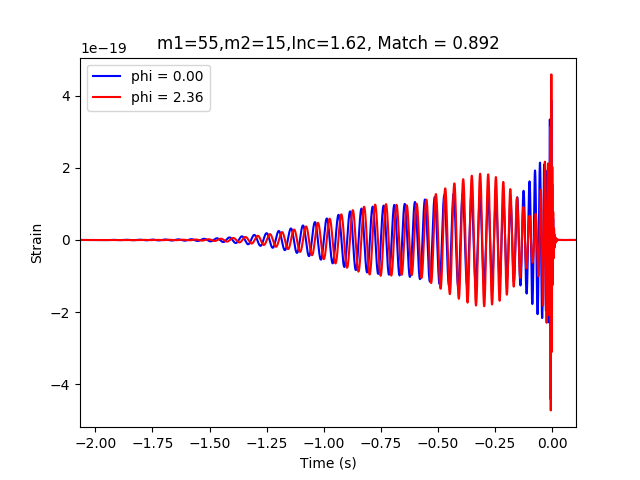 m1=55,m2=15,Inc=1.62, Match = 0.892
1e−19
phi = 0.00
phi = 2.36
4
2
0
−2
−4
Strain
−2.00 −1.75 −1.50 −1.25 −1.00 −0.75 −0.50 −0.25 0.00
Time (s)